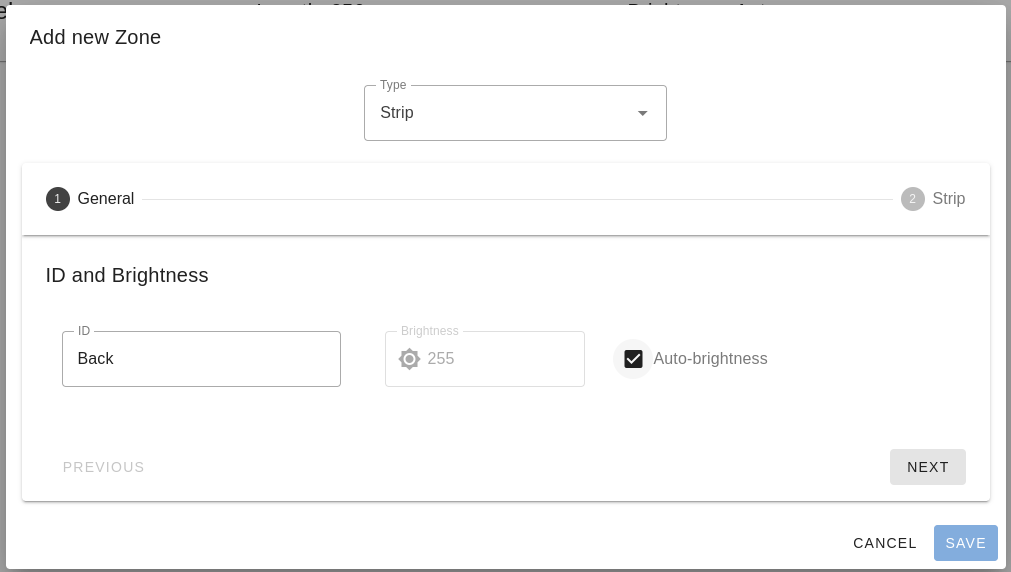 Add new Zone
Type
Strip
1 General
2 Strip
ID and Brightness
ID
Back
Brightness
255
Auto-brightness
PREVIOUS
NEXT
CANCEL
SAVE